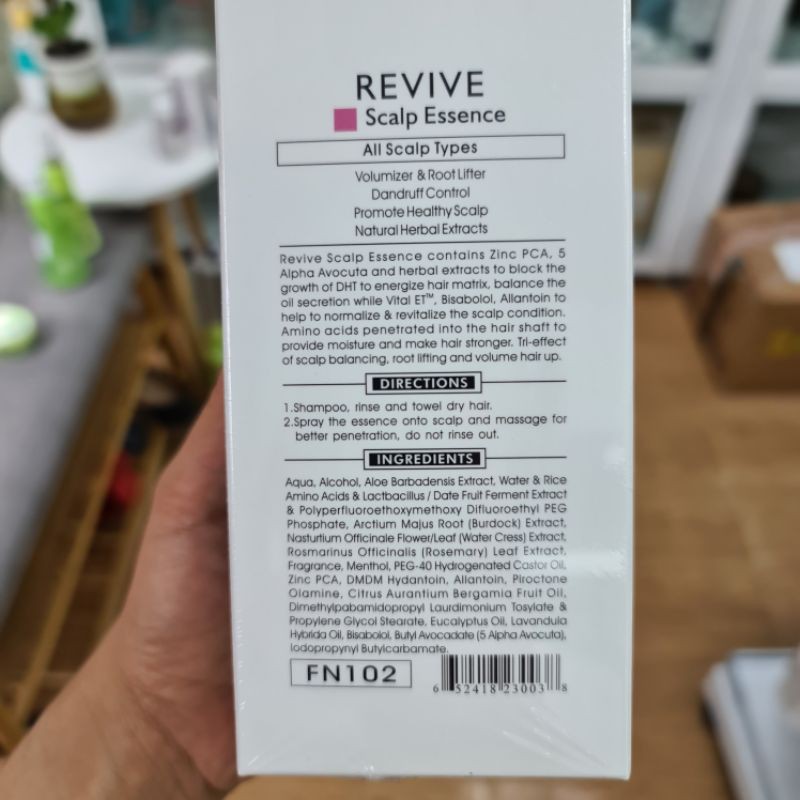 REVIVE
Scalp Essence
All Scalp Types
Volumizer & Root Lifter
Dandruff Control
Promote Healthy Scalp
Natural Herbal Extracts
Revive Scalp Essence contains Zinc PCA, 5
Alpha Avocuta and herbal extracts to block the
growth of DHT to energize hair matrix, balance the
oil secretion while Vital ET™, Bisabolol, Allantoin to
help to normalize & revitalize the scalp condition.
Amino acids penetrated into the hair shaft to
provide moisture and make hair stronger. Tri-effect
of scalp balancing, root lifting and volume hair up.
DIRECTIONS
1.Shampoo, rinse and towel dry hair.
2.Spray the essence onto scalp and massage for
better penetration, do not rinse out.
INGREDIENTS
Aqua, Alcohol, Aloe Barbadensis Extract, Water & Rice
Amino Acids & Lactbacillus / Date Fruit Ferment Extract
& Polyperfluoroethoxymethoxy Difluoroethyl PEG
Phosphate, Arctium Majus Root (Burdock) Extract,
Nasturtium Officinale Flower/Leaf (Water Cress) Extract,
Rosmarinus Officinalis (Rosemary) Leaf Extract,
Fragrance, Menthol, PEG-40 Hydrogenated Castor Oil,
Zinc PCA, DMDM Hydantoin, Allantoin, Piroctone
Olamine, Citrus Aurantium Bergamia Fruit Oil,
Dimethylpabamidopropyl Laurdimonium Tosylate &
Propylene Glycol Stearate, Eucalyptus Oil, Lavandula
Hybrida Oil, Bisabolol, Butyl Avocadate (5 Alpha Avocuta),
Iodopropynyl Butylcarbamate.
FN102
6 52418 23003 8